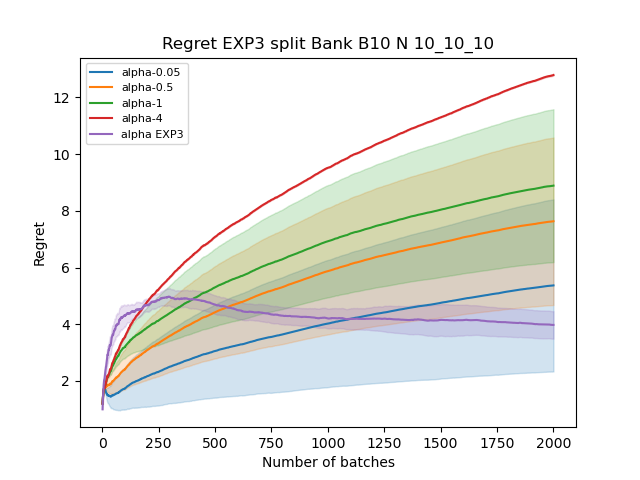 Regret EXP3 split Bank B10 N 10_10_10
alpha-0.05
alpha-0.5
alpha-1
alpha-4
alpha EXP3
12
10
8
6
4
2
Regret
0 250 500 750 1000 1250 1500 1750 2000
Number of batches